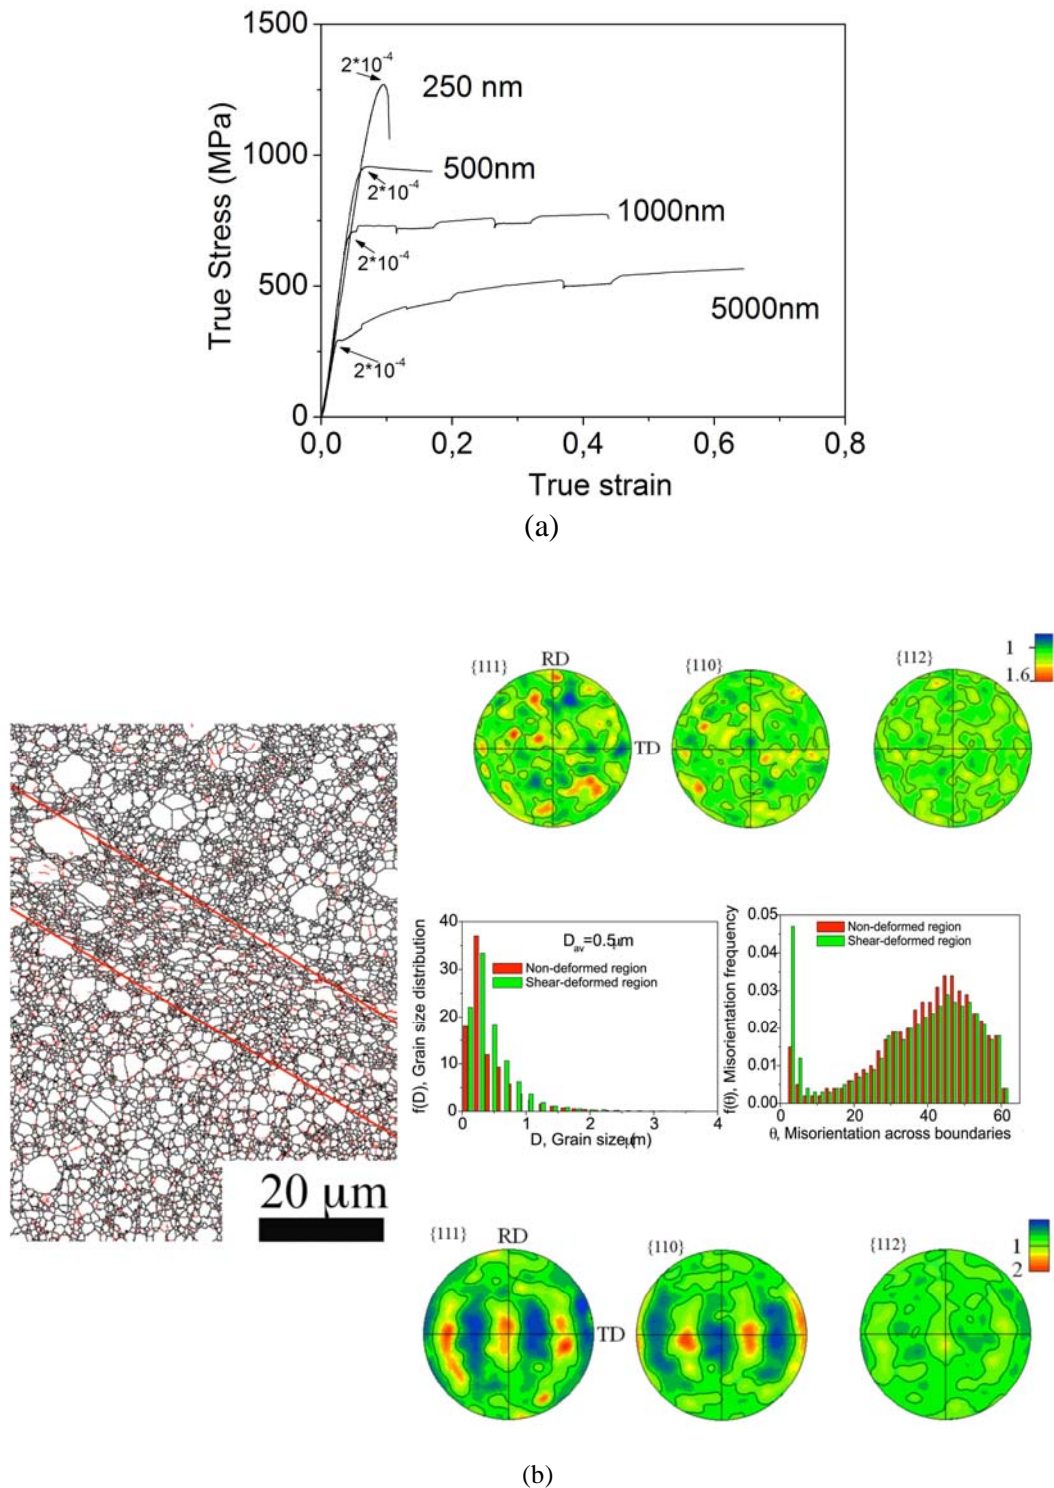 1500
1000
500
0
True Stress (MPa)
2*10⁻⁴
250 nm
2*10⁻⁴
500nm
2*10⁻⁴
1000nm
2*10⁻⁴
5000nm
0,0 0,2 0,4 0,6 0,8
True strain
(a)
{111} RD TD
{110}
{112}
1
1.6
20 µm
40
30
20
10
0
f(D), Grain size distribution
D_av=0.5µm
Non-deformed region
Shear-deformed region
0 1 2 3 4
D, Grain size(µm)
0.05
0.04
0.03
0.02
0.01
0.00
f(θ), Misorientation frequency
Non-deformed region
Shear-deformed region
0 20 40 60
θ, Misorientation across boundaries
{111} RD TD
{110}
{112}
1
2
(b)